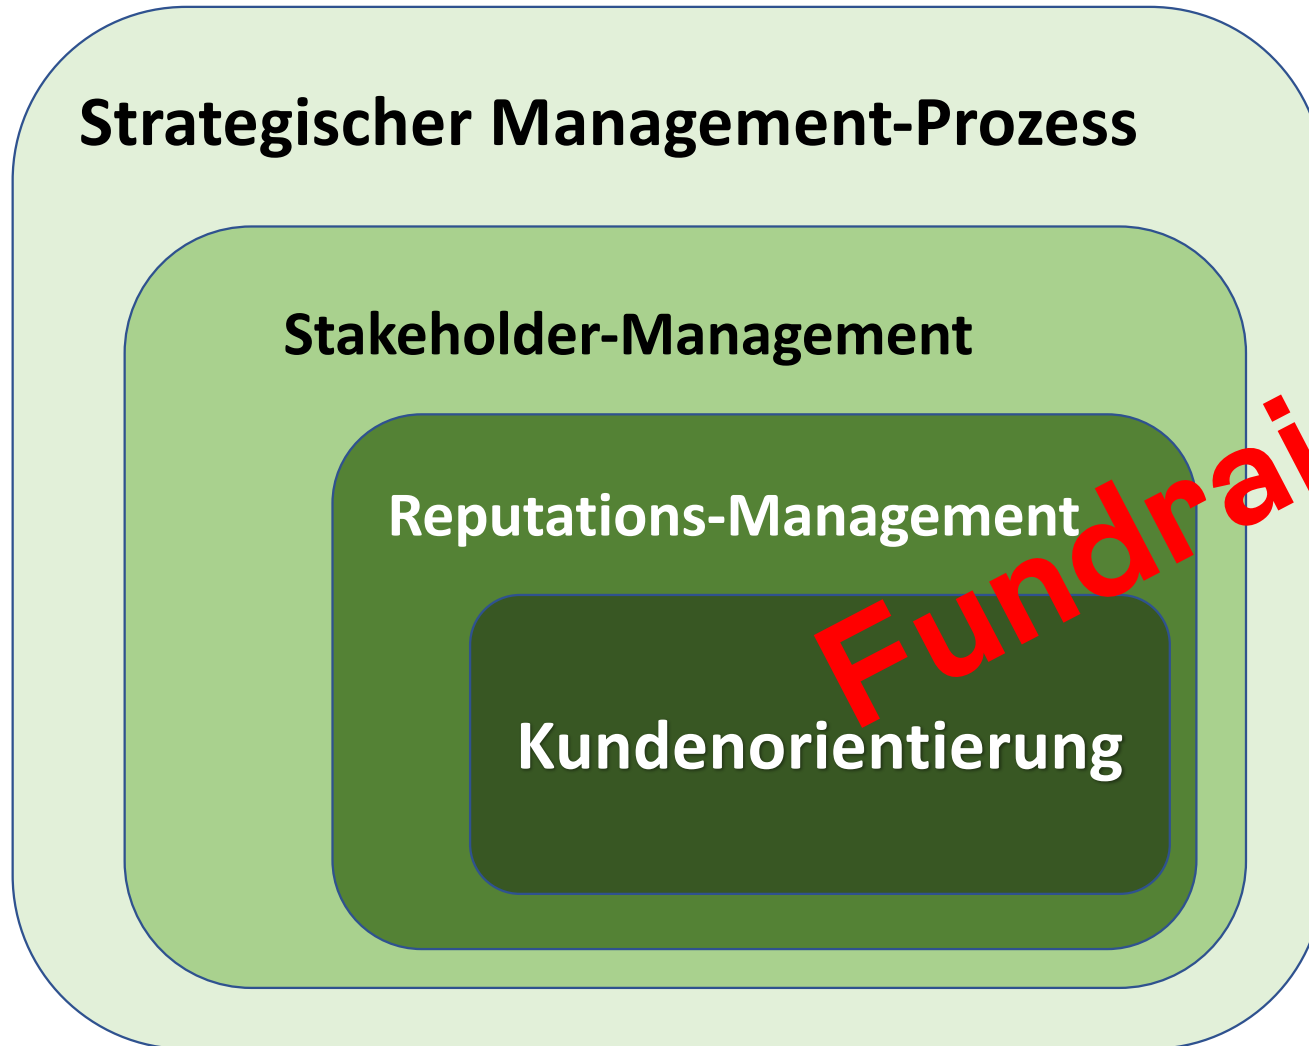 Strategischer Management-Prozess
Stakeholder-Management
Reputations-Management
Fundrai
Kundenorientierung